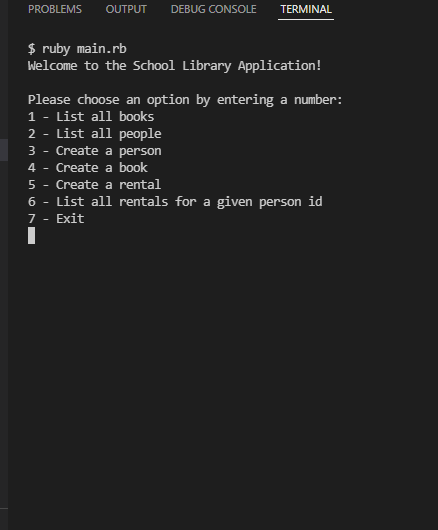 PROBLEMS OUTPUT DEBUG CONSOLE TERMINAL
$ ruby main.rb
Welcome to the School Library Application!
Please choose an option by entering a number:
1 - List all books
2 - List all people
3 - Create a person
4 - Create a book
5 - Create a rental
6 - List all rentals for a given person id
7 - Exit